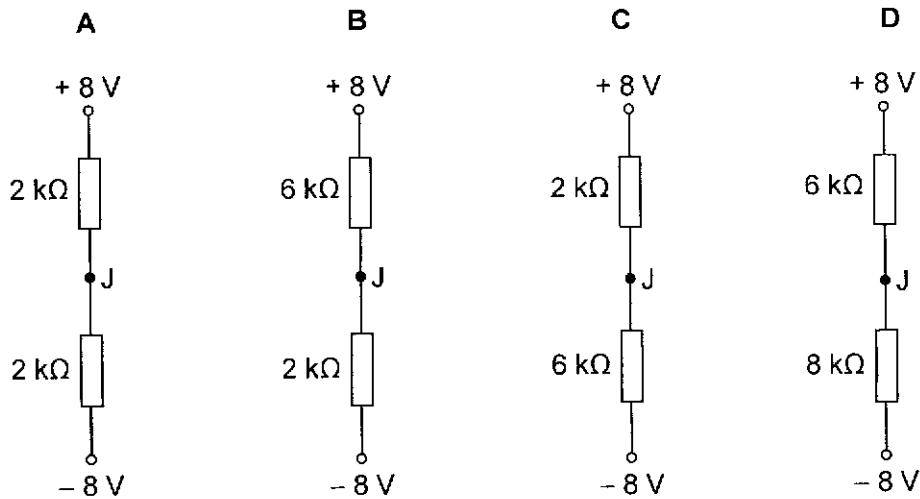 A B C D
+ 8 V + 8 V + 8 V + 8 V
2 kΩ 6 kΩ 2 kΩ 6 kΩ
J J J J
2 kΩ 2 kΩ 6 kΩ 8 kΩ
– 8 V – 8 V – 8 V – 8 V